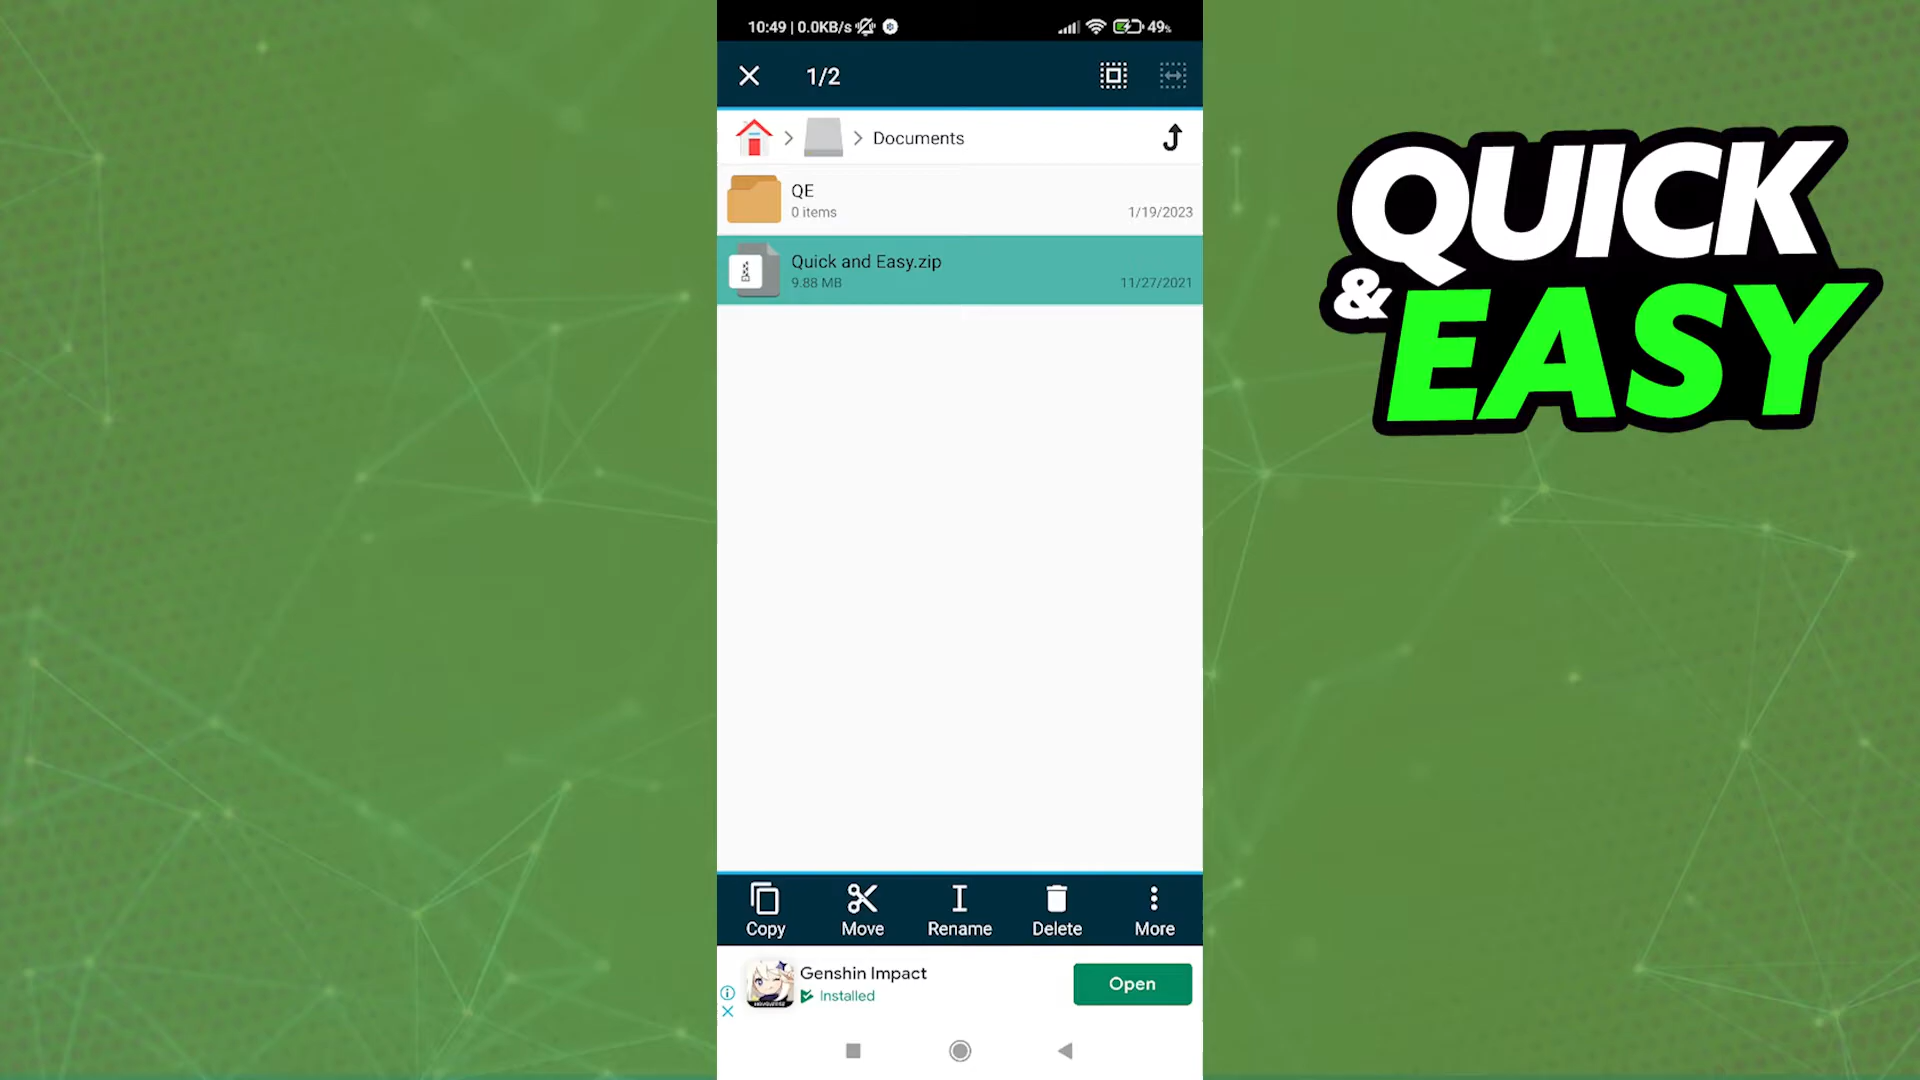 10:49 | 0.0KB/s
49%
1/2
Documents
QE
0 items
1/19/2023
Quick and Easy.zip
9.88 MB
11/27/2021
Copy
Move
Rename
Delete
More
Genshin Impact
Installed
Open
QUICK
&
EASY